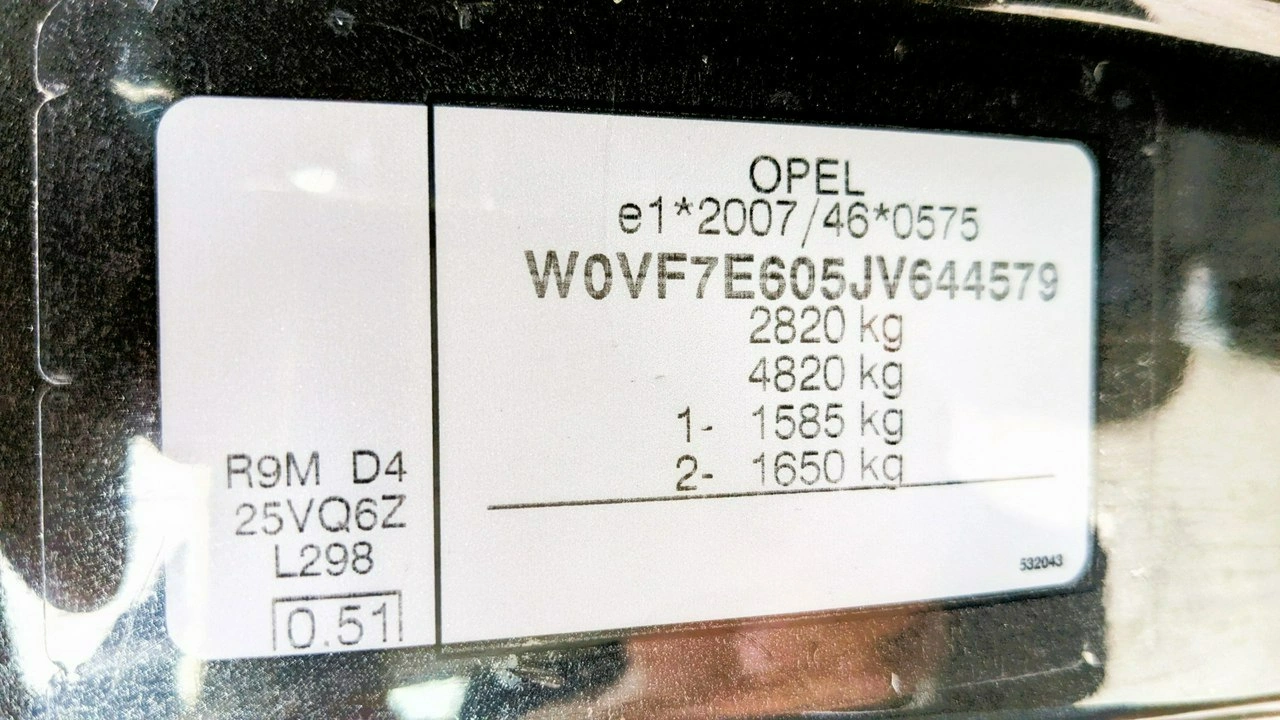 OPEL
e1*2007/46*0575
W0VF7E605JV644579
2820 kg
4820 kg
1- 1585 kg
2- 1650 kg
R9M D4
25VQ6Z
L298
0.51
532043